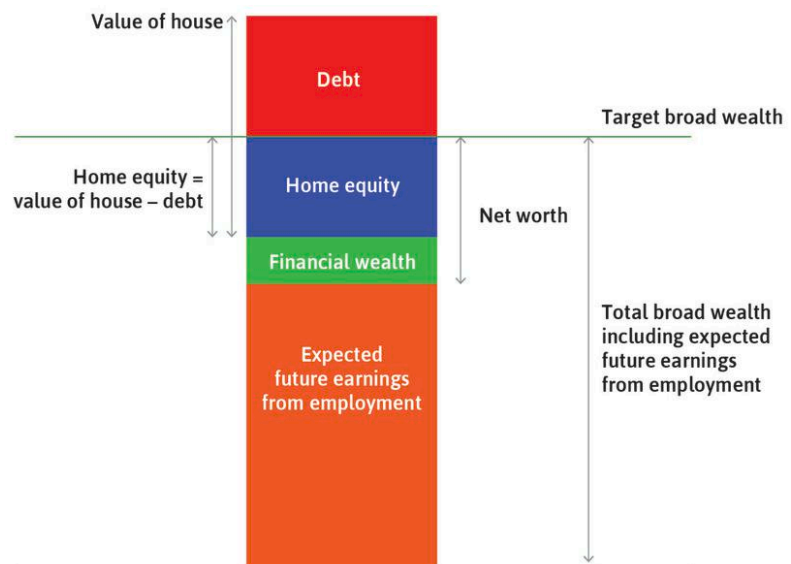 Value of house
Debt
Target broad wealth
Home equity =
value of house – debt
Home equity
Net worth
Financial wealth
Total broad wealth
including expected
future earnings
from employment
Expected
future earnings
from employment